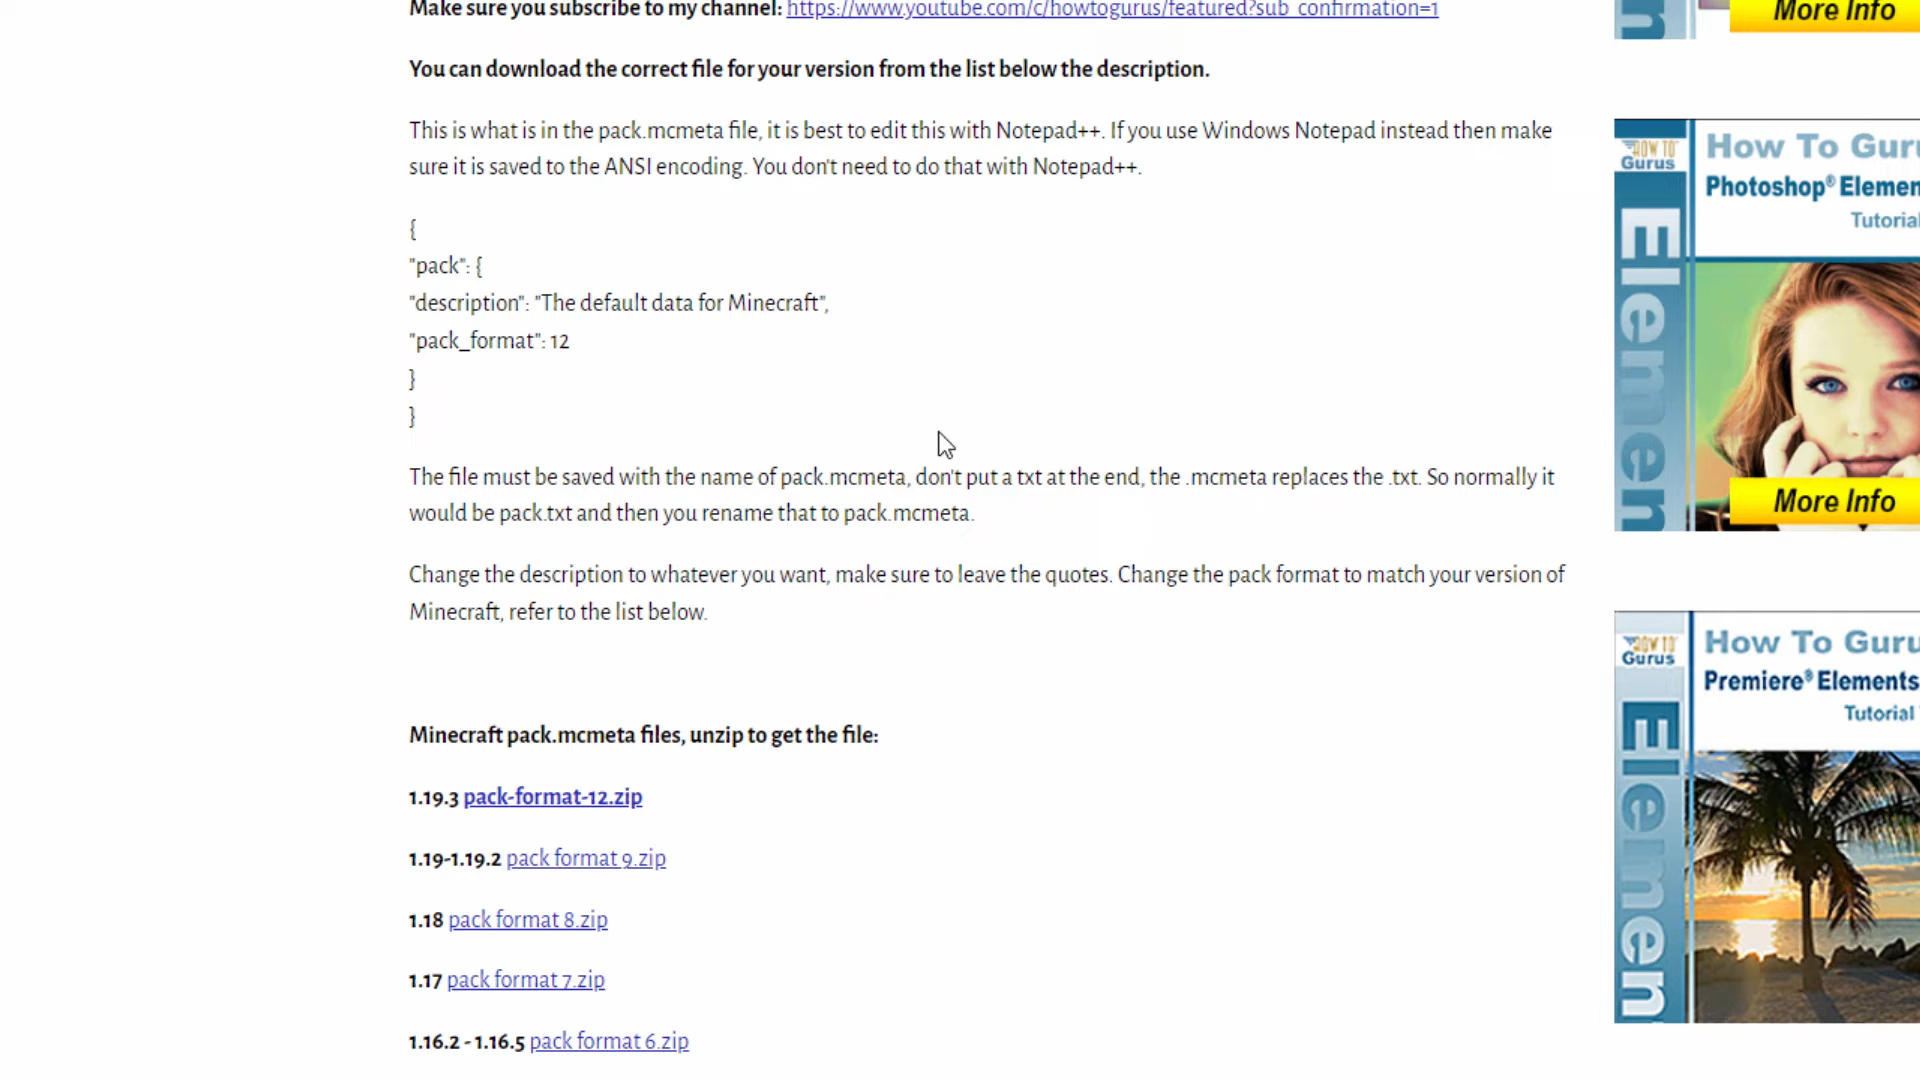 Make sure you subscribe to my channel: https://www.youtube.com/c/howtogurus/featured?sub_confirmation=1
You can download the correct file for your version from the list below the description.
This is what is in the pack.mcmeta file, it is best to edit this with Notepad++. If you use Windows Notepad instead then make
sure it is saved to the ANSI encoding. You don't need to do that with Notepad++.
{
"pack": {
"description": "The default data for Minecraft",
"pack_format": 12
}
}
The file must be saved with the name of pack.mcmeta, don't put a txt at the end, the .mcmeta replaces the .txt. So normally it
would be pack.txt and then you rename that to pack.mcmeta.
Change the description to whatever you want, make sure to leave the quotes. Change the pack format to match your version of
Minecraft, refer to the list below.
Minecraft pack.mcmeta files, unzip to get the file:
1.19.3 pack-format-12.zip
1.19-1.19.2 pack format 9.zip
1.18 pack format 8.zip
1.17 pack format 7.zip
1.16.2 - 1.16.5 pack format 6.zip
More Info
HOW TO
Gurus
How To Guru
Photoshop® Elemen
Tutorial
Elemen
More Info
HOW TO
Gurus
How To Guru
Premiere® Elements
Tutorial
Elemen